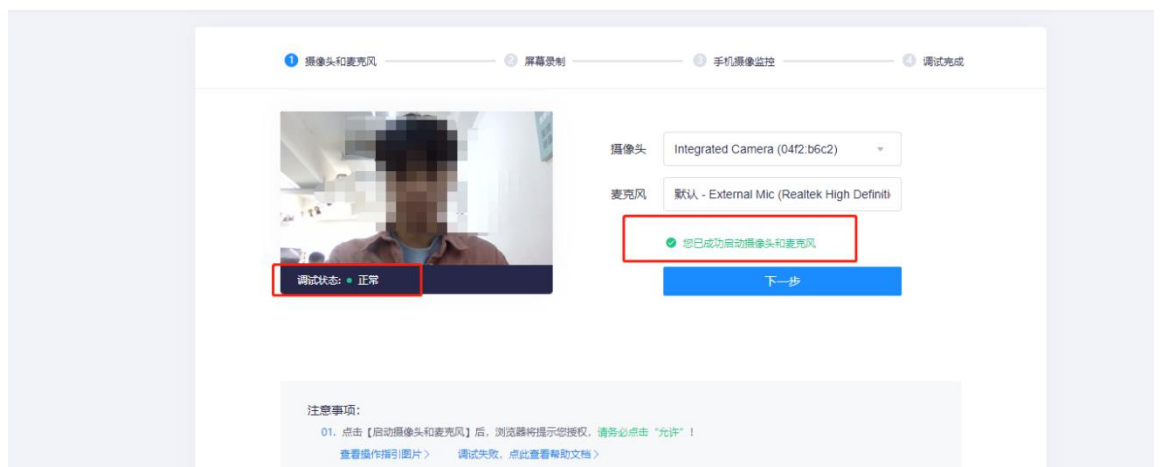 1 摄像头和麦克风 2 屏幕录制 3 手机摄像监控 4 调试完成
摄像头 Integrated Camera (04f2:b6c2)
麦克风 默认 - External Mic (Realtek High Definiti
您已成功启动摄像头和麦克风
调试状态: 正常
下一步
注意事项：
01. 点击【启动摄像头和麦克风】后，浏览器将提示您授权，请务必点击“允许”！
查看操作指引图片> 调试失败，点此查看帮助文档>